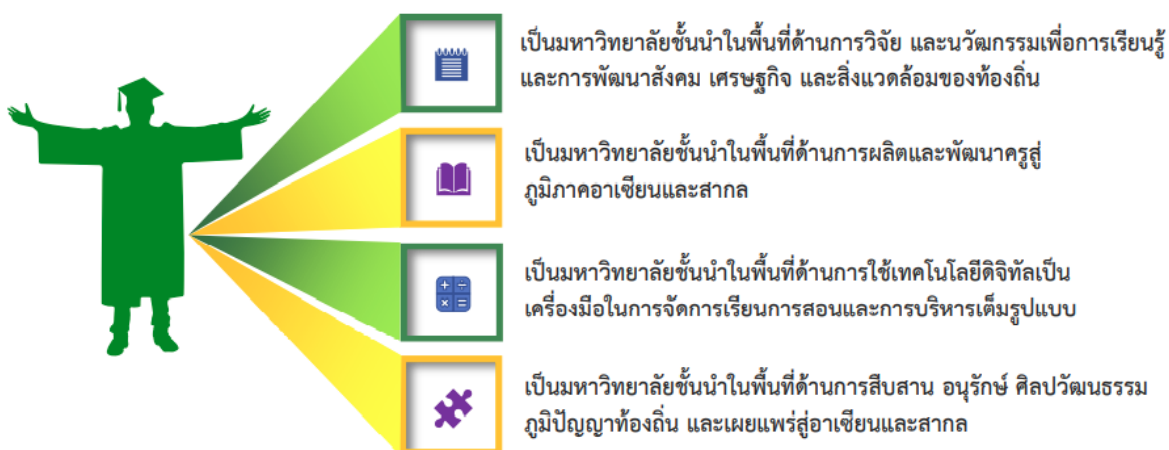 เป็นมหาวิทยาลัยชั้นนำในพื้นที่ด้านการวิจัย และนวัฒกรรมเพื่อการเรียนรู้
และการพัฒนาสังคม เศรษฐกิจ และสิ่งแวดล้อมของท้องถิ่น
เป็นมหาวิทยาลัยชั้นนำในพื้นที่ด้านการผลิตและพัฒนาครูสู่
ภูมิภาคอาเซียนและสากล
เป็นมหาวิทยาลัยชั้นนำในพื้นที่ด้านการใช้เทคโนโลยีดิจิทัลเป็น
เครื่องมือในการจัดการเรียนการสอนและการบริหารเต็มรูปแบบ
เป็นมหาวิทยาลัยชั้นนำในพื้นที่ด้านการสืบสาน อนุรักษ์ ศิลปวัฒนธรรม
ภูมิปัญญาท้องถิ่น และเผยแพร่สู่อาเซียนและสากล